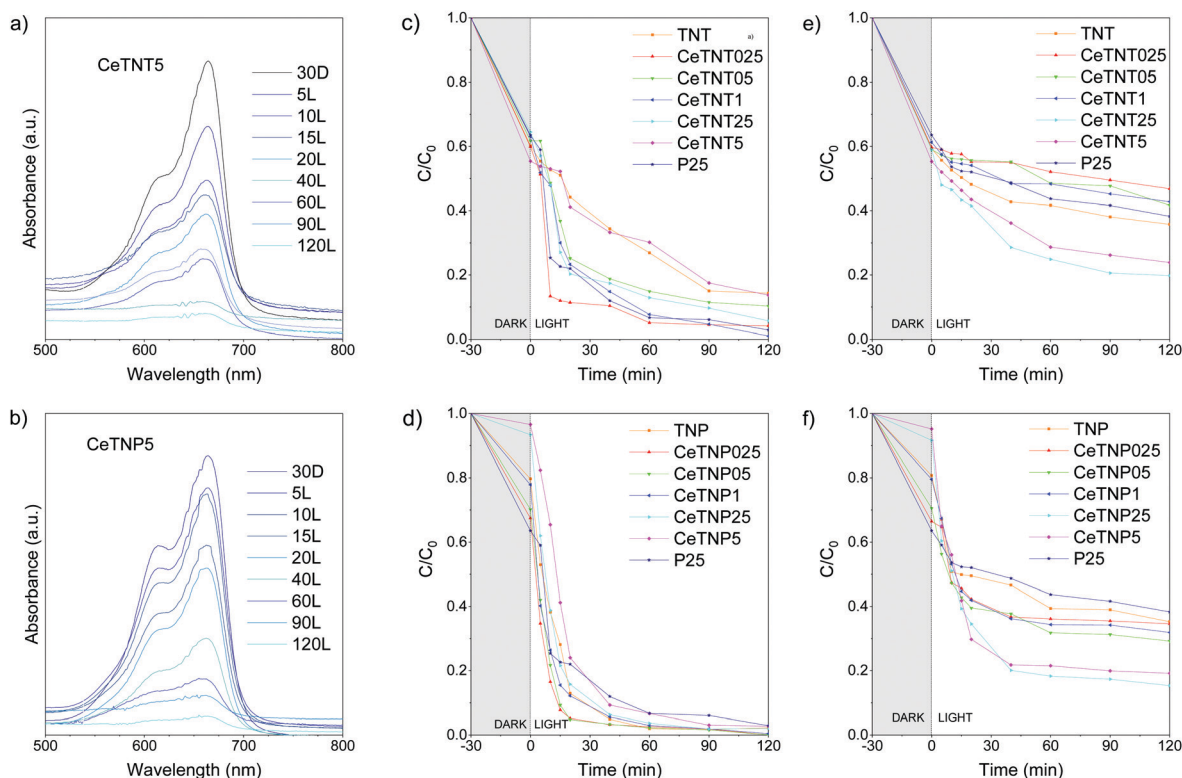 a)
CeTNT5
30D
5L
10L
15L
20L
40L
60L
90L
120L
Absorbance (a.u.)
500 600 700 800
Wavelength (nm)
c)
1.0
0.8
0.6
0.4
0.2
0.0
C/C0
TNT
a)
CeTNT025
CeTNT05
CeTNT1
CeTNT25
CeTNT5
P25
DARK LIGHT
-30 0 30 60 90 120
Time (min)
e)
1.0
0.8
0.6
0.4
0.2
0.0
C/C0
TNT
CeTNT025
CeTNT05
CeTNT1
CeTNT25
CeTNT5
P25
DARK LIGHT
-30 0 30 60 90 120
Time (min)
b)
CeTNP5
30D
5L
10L
15L
20L
40L
60L
90L
120L
Absorbance (a.u.)
500 600 700 800
Wavelength (nm)
d)
1.0
0.8
0.6
0.4
0.2
0.0
C/C0
TNP
CeTNP025
CeTNP05
CeTNP1
CeTNP25
CeTNP5
P25
DARK LIGHT
-30 0 30 60 90 120
Time (min)
f)
1.0
0.8
0.6
0.4
0.2
0.0
C/C0
TNP
CeTNP025
CeTNP05
CeTNP1
CeTNP25
CeTNP5
P25
DARK LIGHT
-30 0 30 60 90 120
Time (min)